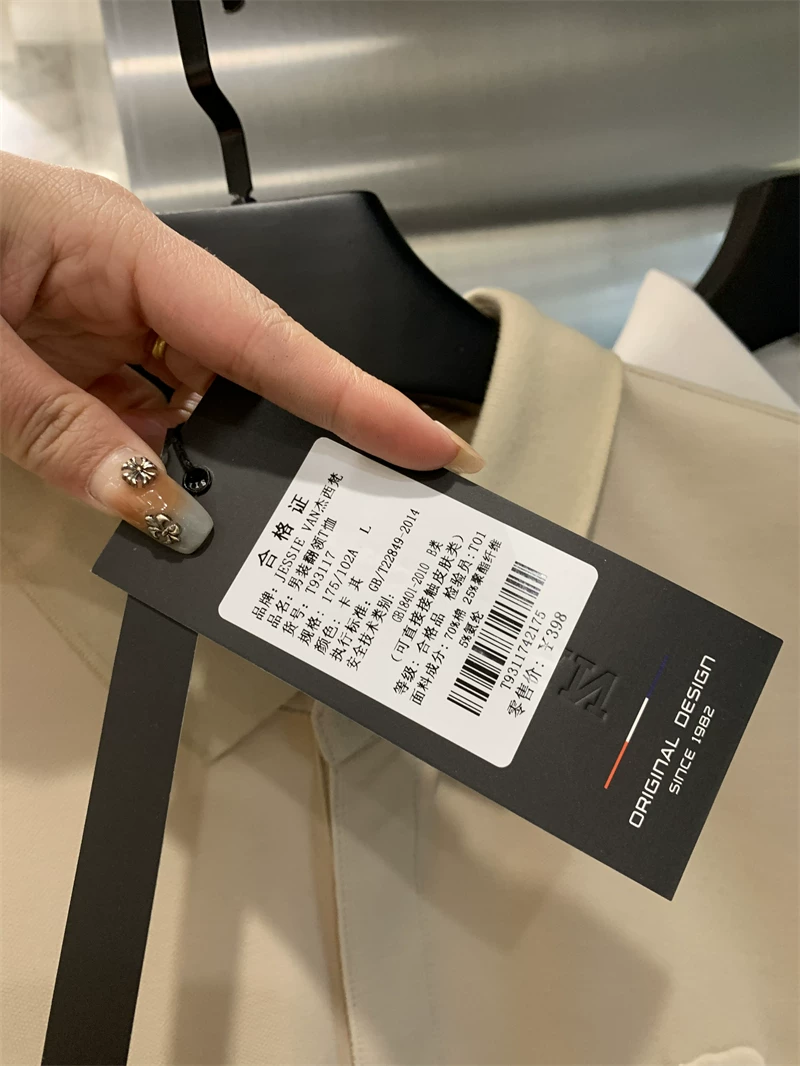 合格证
品牌: JESSIE VAN杰西梵
品名: 男装翻领T恤
货号: T93117
规格: 175/102A L
颜色: 卡其
执行标准: GB/T22849-2014
安全技术类别: GB18401-2010 B类
(可直接接触皮肤类)
等级: 合格品 检验员: T01
面料成分: 70%棉 25%聚酯纤维
5%氨纶
T9311742175
零售价: ¥398
ORIGINAL DESIGN
SINCE 1982